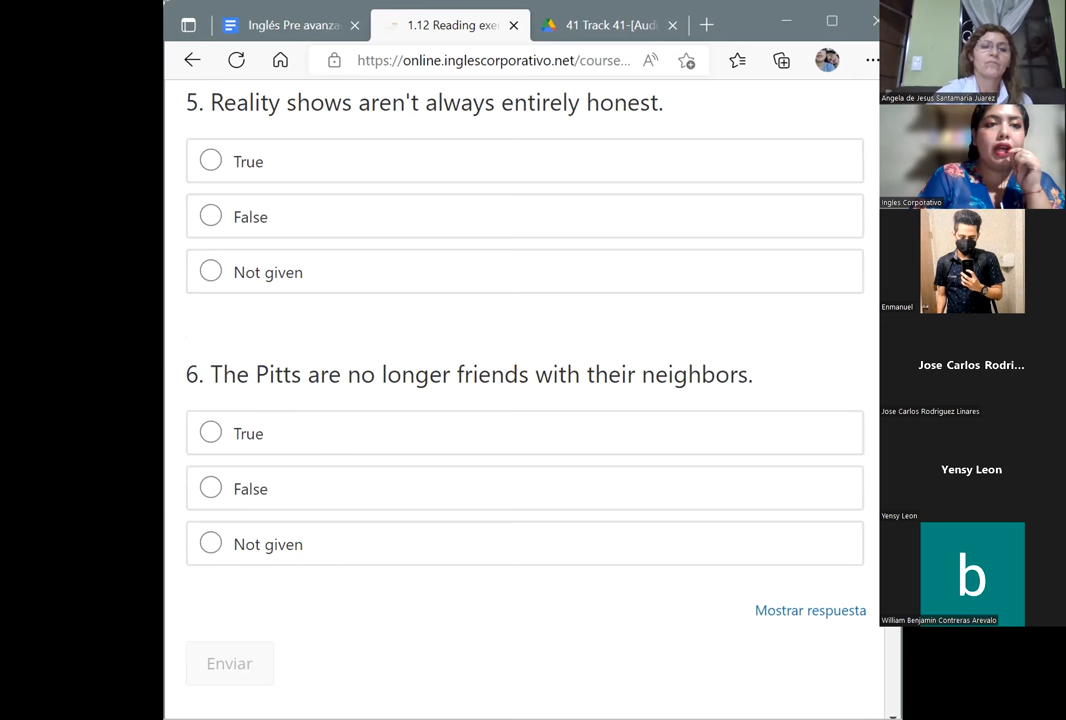 Inglés Pre avanza
1.12 Reading exe
41 Track 41-[Aud
https://online.inglescorporativo.net/course...
5. Reality shows aren't always entirely honest.
True
False
Not given
6. The Pitts are no longer friends with their neighbors.
True
False
Not given
Mostrar respuesta
Enviar
Angela de Jesus Santamaria Juarez
Ingles Corporativo
Enmanuel
Jose Carlos Rodri...
Jose Carlos Rodriguez Linares
Yensy Leon
Yensy Leon
b
William Benjamin Contreras Arevalo